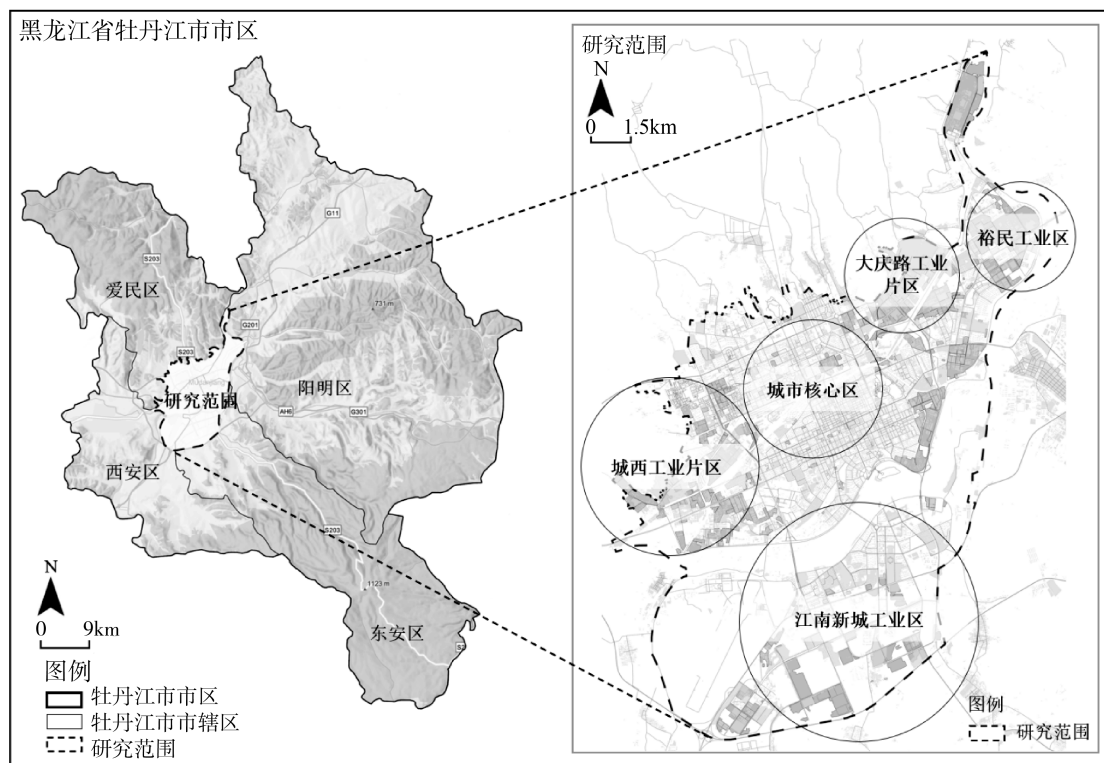 黑龙江省牡丹江市市区
G11
S203
爱民区
731 m
G201
S203
阳明区
研究范围
AH6
G301
西安区
S203
1123 m
东安区
N
0 9km
图例
牡丹江市市区
牡丹江市市辖区
研究范围
研究范围
N
0 1.5km
裕民工业区
大庆路工业
片区
城市核心区
城西工业片区
江南新城工业区
图例
研究范围